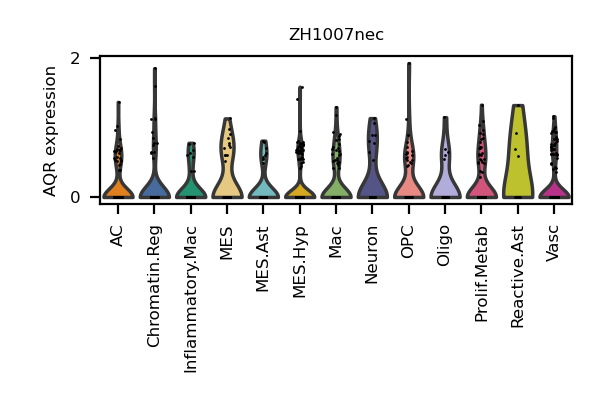 ZH1007nec
AQR expression
2
0
AC
Chromatin.Reg
Inflammatory.Mac
MES
MES.Ast
MES.Hyp
Mac
Neuron
OPC
Oligo
Prolif.Metab
Reactive.Ast
Vasc